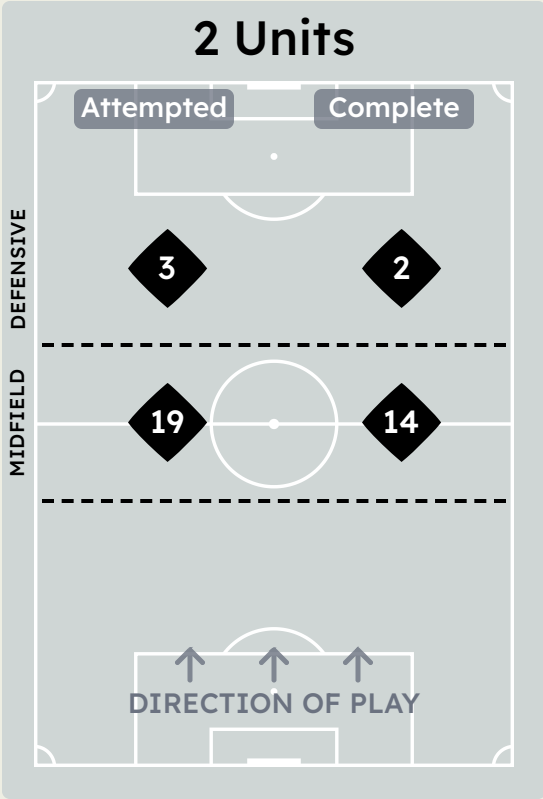 2 Units
Attempted Complete
DEFENSIVE
3 2
MIDFIELD
19 14
DIRECTION OF PLAY